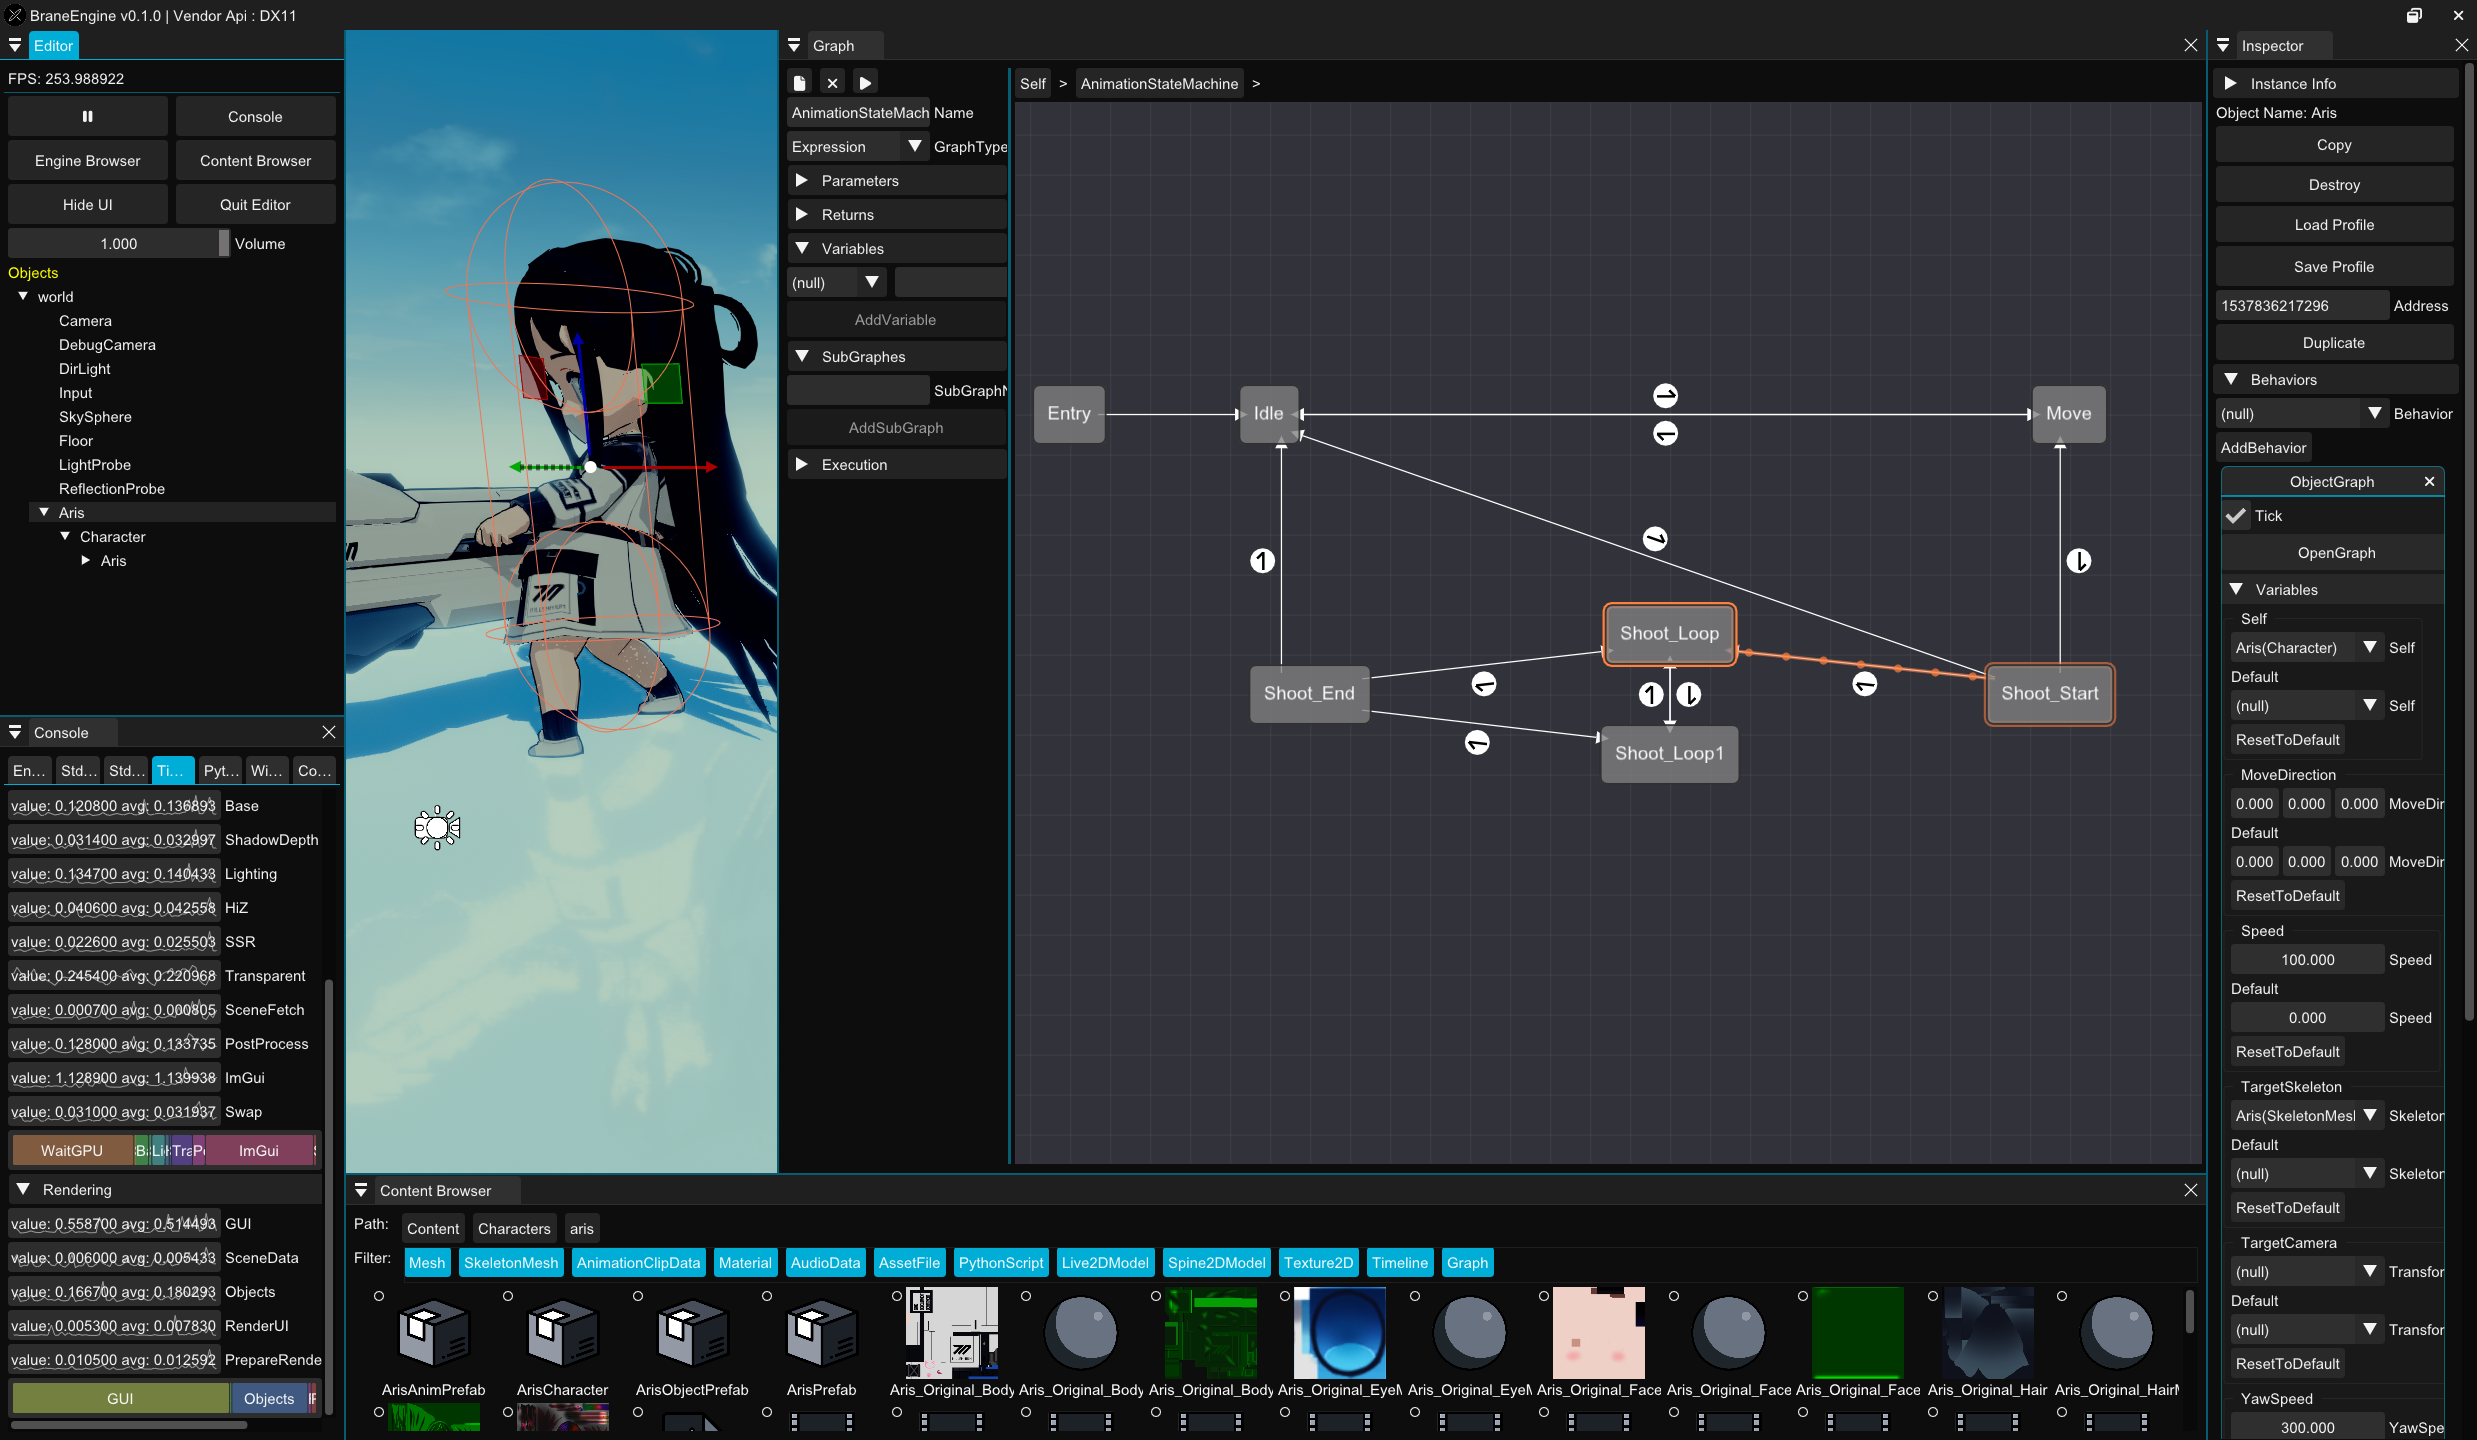 BraneEngine v0.1.0 | Vendor Api : DX11
Editor
FPS: 253.988922
Console
Engine Browser
Content Browser
Hide UI
Quit Editor
1.000
Volume
Objects
world
Camera
DebugCamera
DirLight
Input
SkySphere
Floor
LightProbe
ReflectionProbe
Aris
Character
Aris
Console
En...
Std...
Std...
Ti...
Pyt...
Wi...
Co...
value: 0.120800 avg: 0.136893 Base
value: 0.031400 avg: 0.032997 ShadowDepth
value: 0.134700 avg: 0.140433 Lighting
value: 0.040600 avg: 0.042558 HiZ
value: 0.022600 avg: 0.025503 SSR
value: 0.245400 avg: 0.220968 Transparent
value: 0.000700 avg: 0.000805 SceneFetch
value: 0.128000 avg: 0.133735 PostProcess
value: 1.128900 avg: 1.139938 ImGui
value: 0.031000 avg: 0.031937 Swap
WaitGPU
ImGui
Rendering
value: 0.558700 avg: 0.514493 GUI
value: 0.006000 avg: 0.005433 SceneData
value: 0.166700 avg: 0.180293 Objects
value: 0.005300 avg: 0.007830 RenderUI
value: 0.010500 avg: 0.012592 PrepareRende
GUI
Objects
Graph
AnimationStateMach Name
Expression GraphType
Parameters
Returns
Variables
(null)
AddVariable
SubGraphes
SubGraphN
AddSubGraph
Execution
Self > AnimationStateMachine >
Entry
Idle
Move
Shoot_Loop
Shoot_End
Shoot_Start
Shoot_Loop1
Content Browser
Path: Content Characters aris
Filter: Mesh SkeletonMesh AnimationClipData Material AudioData AssetFile PythonScript Live2DModel Spine2DModel Texture2D Timeline Graph
ArisAnimPrefab
ArisCharacter
ArisObjectPrefab
ArisPrefab
Aris_Original_Body
Aris_Original_Body
Aris_Original_Body
Aris_Original_EyeM
Aris_Original_EyeM
Aris_Original_Face
Aris_Original_Face
Aris_Original_Face
Aris_Original_Hair
Aris_Original_HairM
Inspector
Instance Info
Object Name: Aris
Copy
Destroy
Load Profile
Save Profile
1537836217296 Address
Duplicate
Behaviors
(null) Behavior
AddBehavior
ObjectGraph
Tick
OpenGraph
Variables
Self
Aris(Character) Self
Default
(null) Self
ResetToDefault
MoveDirection
0.000 0.000 0.000 MoveDir
Default
0.000 0.000 0.000 MoveDir
ResetToDefault
Speed
100.000 Speed
Default
0.000 Speed
ResetToDefault
TargetSkeleton
Aris(SkeletonMesl Skeleton
Default
(null) Skeleton
ResetToDefault
TargetCamera
(null) Transfor
Default
(null) Transfor
ResetToDefault
YawSpeed
300.000 YawSpe